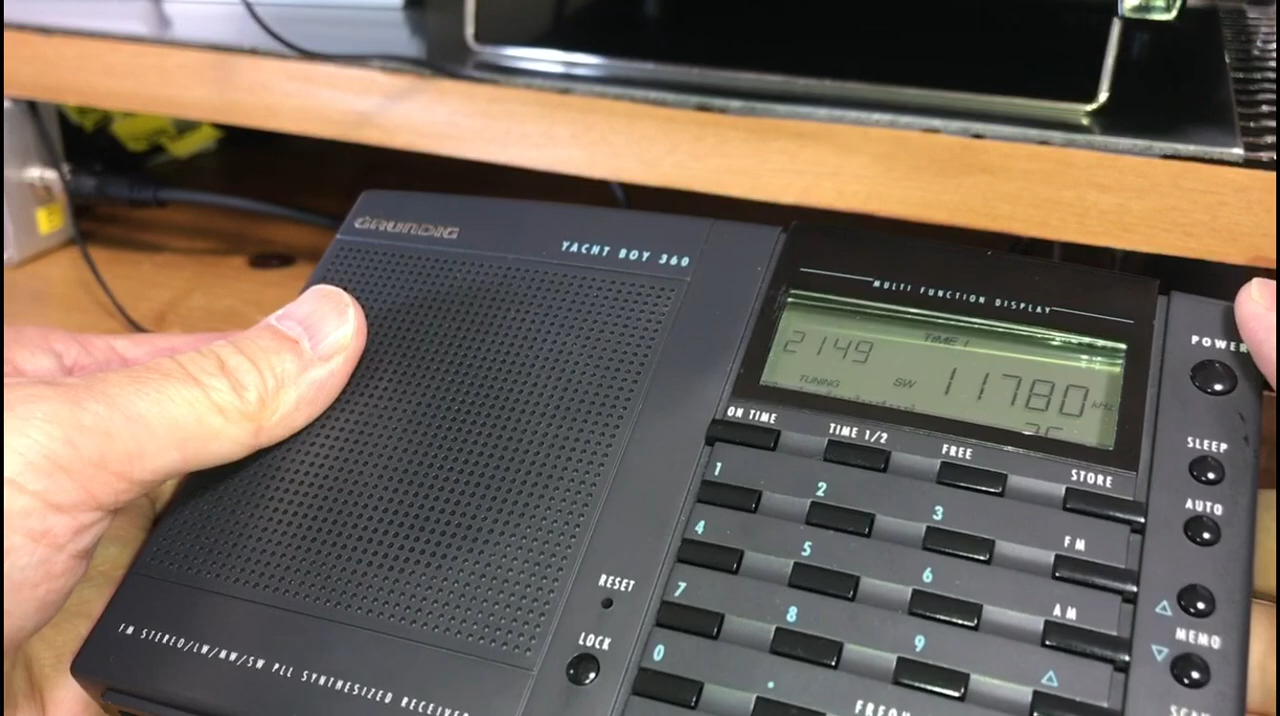 GRUNDIG
YACHT BOY 360
MULTI FUNCTION DISPLAY
TIME 1
2149
TUNING SW 11780 kHz
POWER
ON TIME
TIME 1/2
FREE
STORE
SLEEP
AUTO
1
2
3
FM
4
5
6
AM
7
8
9
MEMO
0
RESET
LOCK
FM STEREO/LW/MW/SW PLL SYNTHESIZED RECEIVER